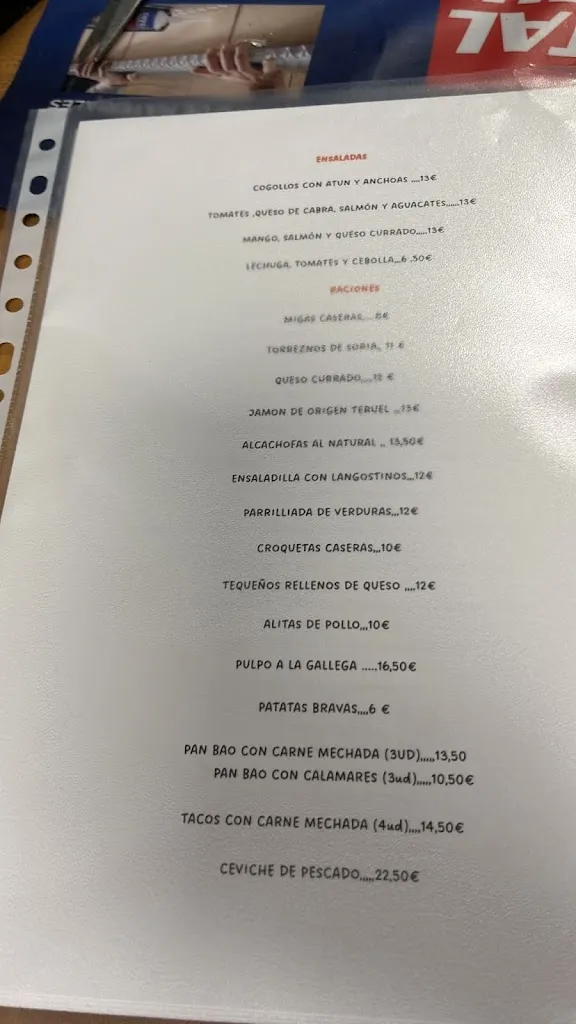 ENSALADAS
COGOLLOS CON ATUN Y ANCHOAS ....13€
TOMATES ,QUESO DE CABRA, SALMÓN Y AGUACATES......13€
MANGO, SALMÓN Y QUESO CURRADO,,,,,13€
LECHUGA, TOMATES Y CEBOLLA,,,6 .50€
RACIONES
MIGAS CASERAS,,, 8€
TORREZNOS DE SORIA,, 11 €
QUESO CURRADO,,,,12 €
JAMON DE ORIGEN TERUEL ,,15€
ALCACHOFAS AL NATURAL ,, 13,50€
ENSALADILLA CON LANGOSTINOS,,,12€
PARRILLIADA DE VERDURAS,,,12€
CROQUETAS CASERAS,,,10€
TEQUEÑOS RELLENOS DE QUESO ,,,,12€
ALITAS DE POLLO,,,10€
PULPO A LA GALLEGA .....16,50€
PATATAS BRAVAS,,,,6 €
PAN BAO CON CARNE MECHADA (3UD),,,,,13,50
PAN BAO CON CALAMARES (3ud),,,,,10,50€
TACOS CON CARNE MECHADA (4ud),,,,14,50€
CEVICHE DE PESCADO,,,,,22,50€